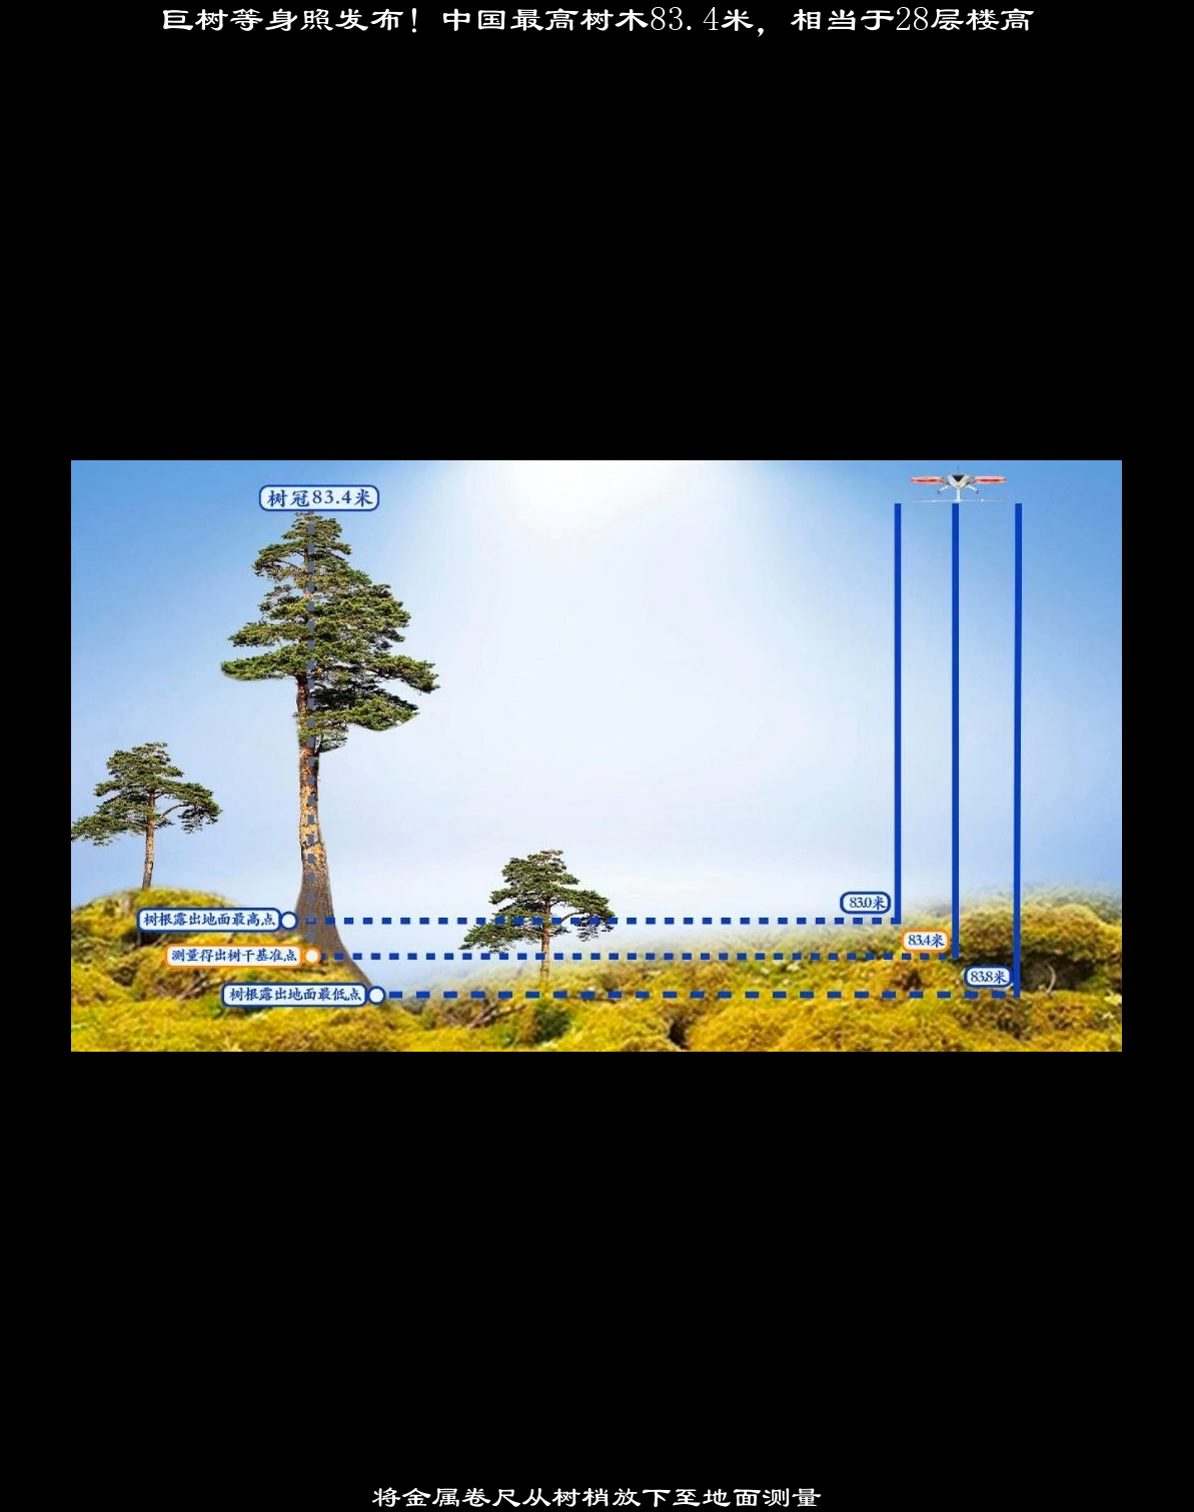 巨树等身照发布！中国最高树木83.4米，相当于28层楼高
树冠83.4米
树根露出地面最高点
83.0米
测量得出树干基准点
83.4米
树根露出地面最低点
83.8米
将金属卷尺从树梢放下至地面测量